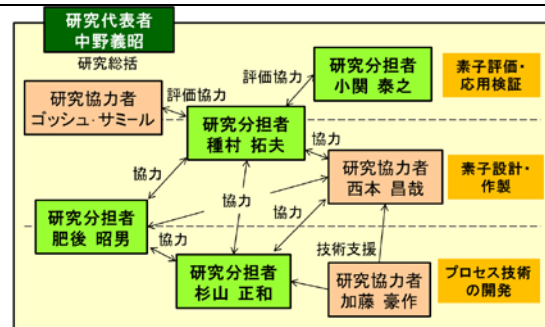 研究代表者
中野義昭
研究総括
研究協力者
ゴッシュ・サミール
評価協力
評価協力
研究分担者
小関 泰之
素子評価・
応用検証
研究分担者
種村 拓夫
協力
研究協力者
西本 昌哉
素子設計・
作製
協力
協力
協力
研究分担者
肥後 昭男
協力
技術支援
研究分担者
杉山 正和
研究協力者
加藤 豪作
プロセス技術
の開発